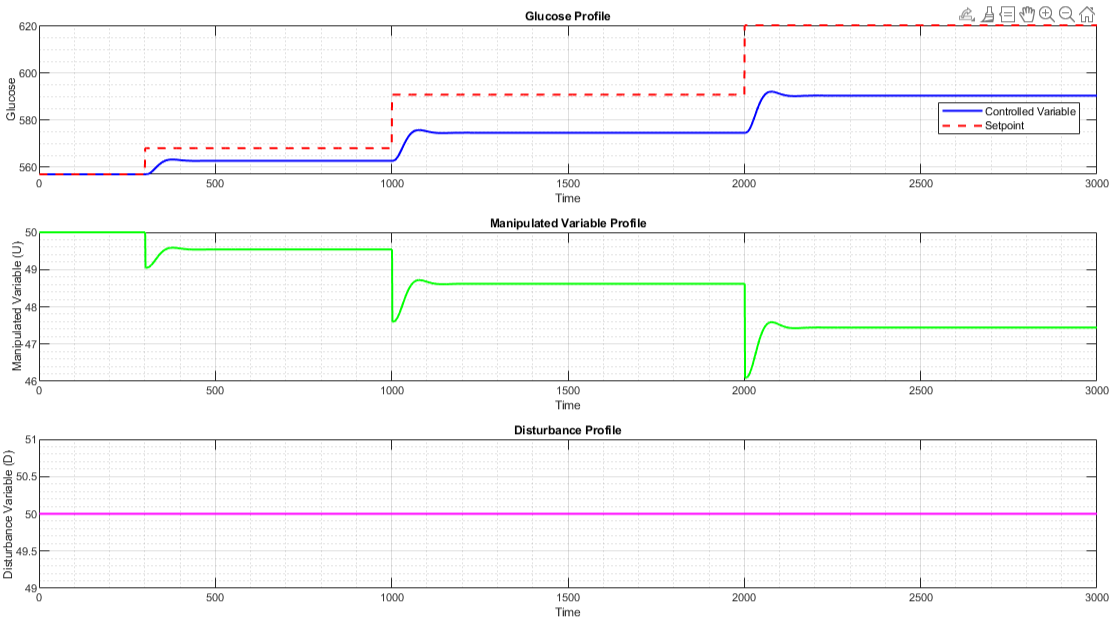 Glucose Profile
620
600
580
560
Glucose
Controlled Variable
Setpoint
0 500 1000 1500 2000 2500 3000
Time
Manipulated Variable Profile
50
49
48
47
46
Manipulated Variable (U)
0 500 1000 1500 2000 2500 3000
Time
Disturbance Profile
51
50.5
50
49.5
49
Disturbance Variable (D)
0 500 1000 1500 2000 2500 3000
Time